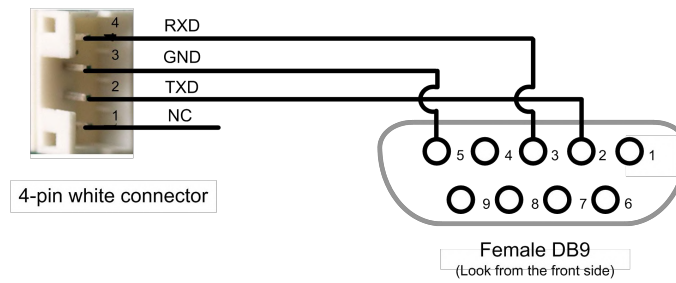 4
RXD
3
GND
2
TXD
1
NC
5
4
3
2
1
9
8
7
6
4-pin white connector
Female DB9
(Look from the front side)